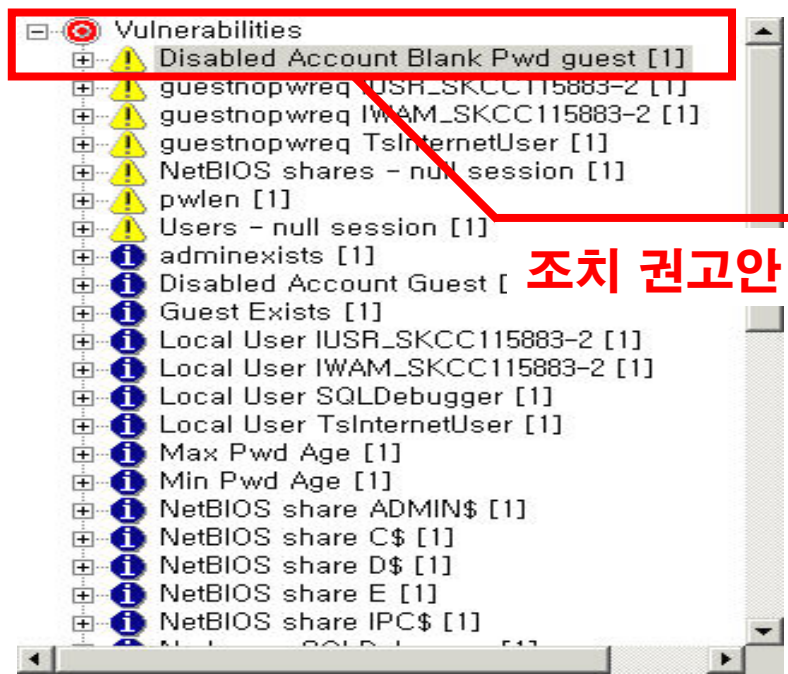 Vulnerabilities
Disabled Account Blank Pwd guest [1]
guestnopwreq IUSR_SKCC115883-2 [1]
guestnopwreq IWAM_SKCC115883-2 [1]
guestnopwreq TsInternetUser [1]
NetBIOS shares - null session [1]
pwlen [1]
Users - null session [1]
adminexists [1]
조치 권고안
Disabled Account Guest [
Guest Exists [1]
Local User IUSR_SKCC115883-2 [1]
Local User IWAM_SKCC115883-2 [1]
Local User SQLDebugger [1]
Local User TsInternetUser [1]
Max Pwd Age [1]
Min Pwd Age [1]
NetBIOS share ADMIN$ [1]
NetBIOS share C$ [1]
NetBIOS share D$ [1]
NetBIOS share E [1]
NetBIOS share IPC$ [1]